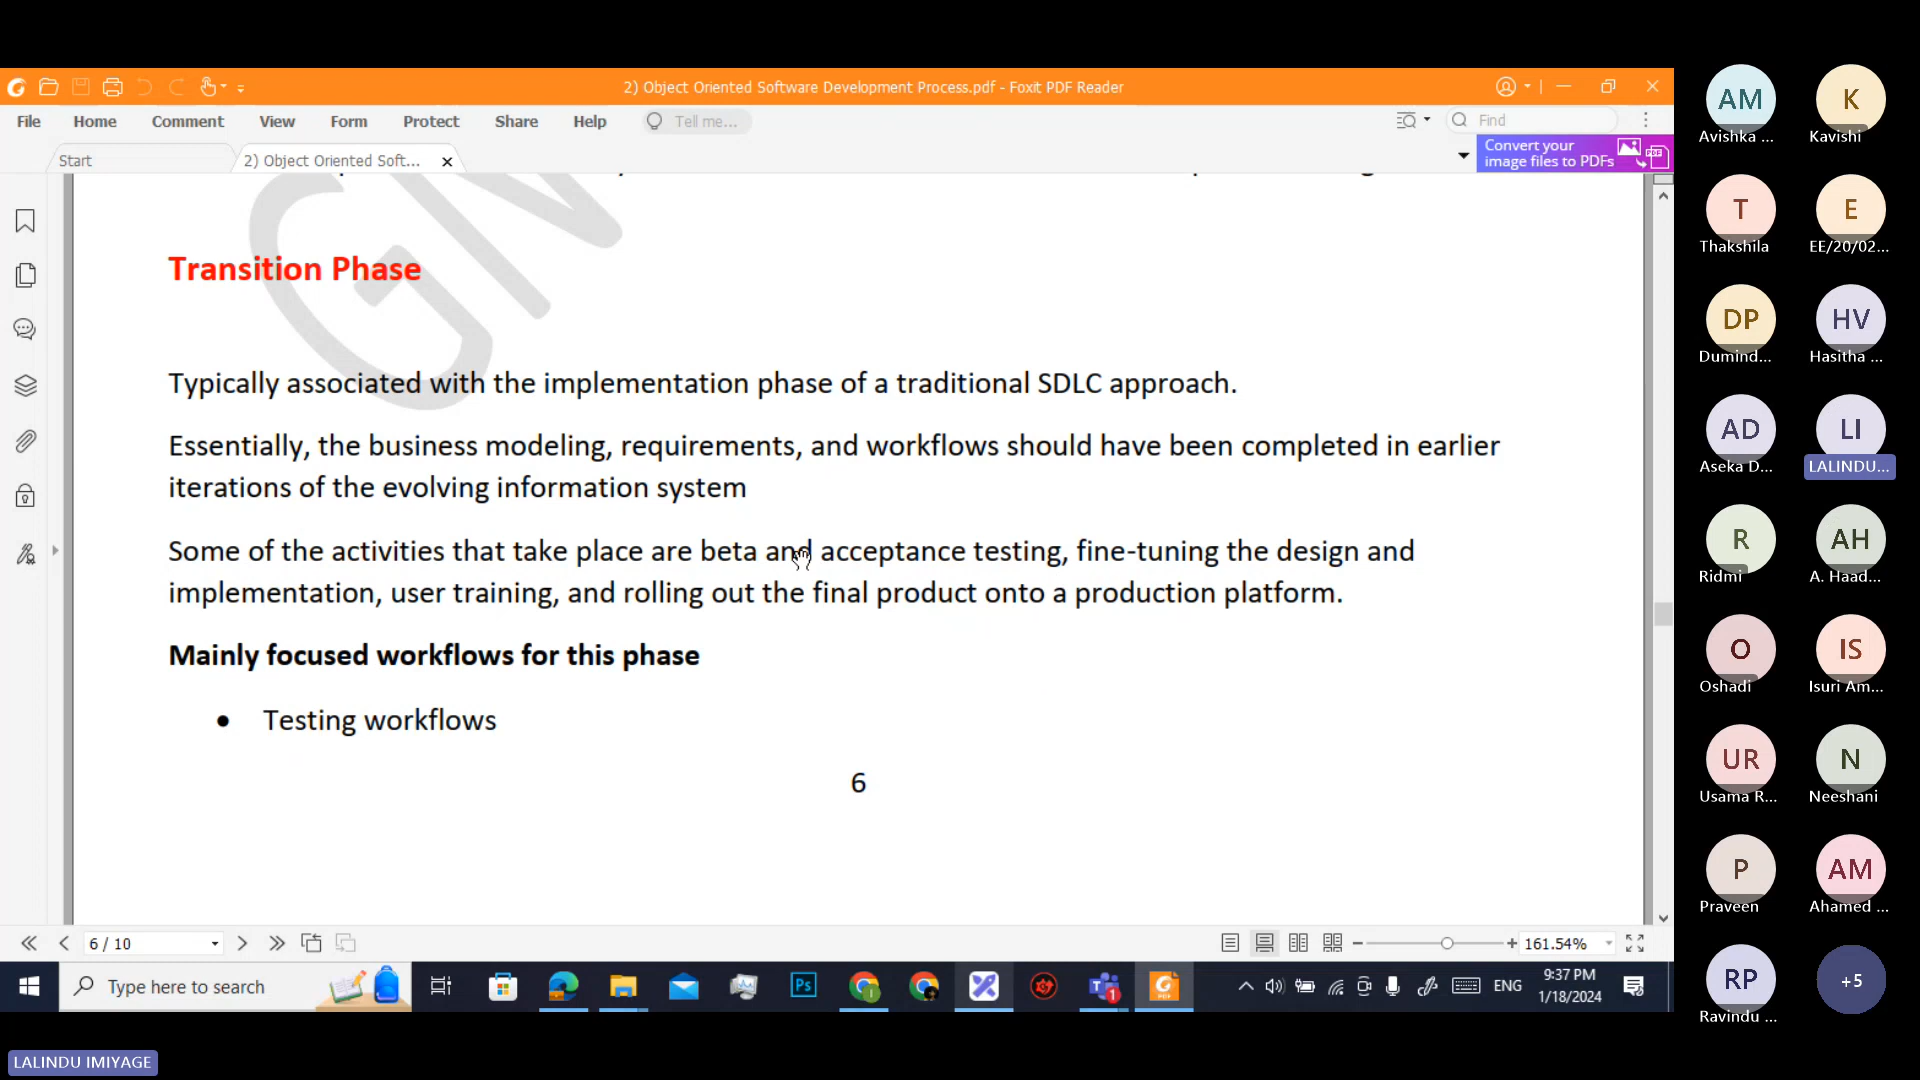 2) Object Oriented Software Development Process.pdf - Foxit PDF Reader
File Home Comment View Form Protect Share Help Tell me... Find
Start
2) Object Oriented Soft...
Convert your
image files to PDFs
Transition Phase
Typically associated with the implementation phase of a traditional SDLC approach.
Essentially, the business modeling, requirements, and workflows should have been completed in earlier
iterations of the evolving information system
Some of the activities that take place are beta and acceptance testing, fine-tuning the design and
implementation, user training, and rolling out the final product onto a production platform.
Mainly focused workflows for this phase
• Testing workflows
6
6 / 10
161.54%
Type here to search
Ps
1
ENG
9:37 PM
1/18/2024
LALINDU IMIYAGE
AM
Avishka ...
K
Kavishi
T
Thakshila
E
EE/20/02...
DP
Dumind...
HV
Hasitha ...
AD
Aseka D...
LI
LALINDU...
R
Ridmi
AH
A. Haad...
O
Oshadi
IS
Isuri Am...
UR
Usama R...
N
Neeshani
P
Praveen
AM
Ahamed ...
RP
Ravindu ...
+5